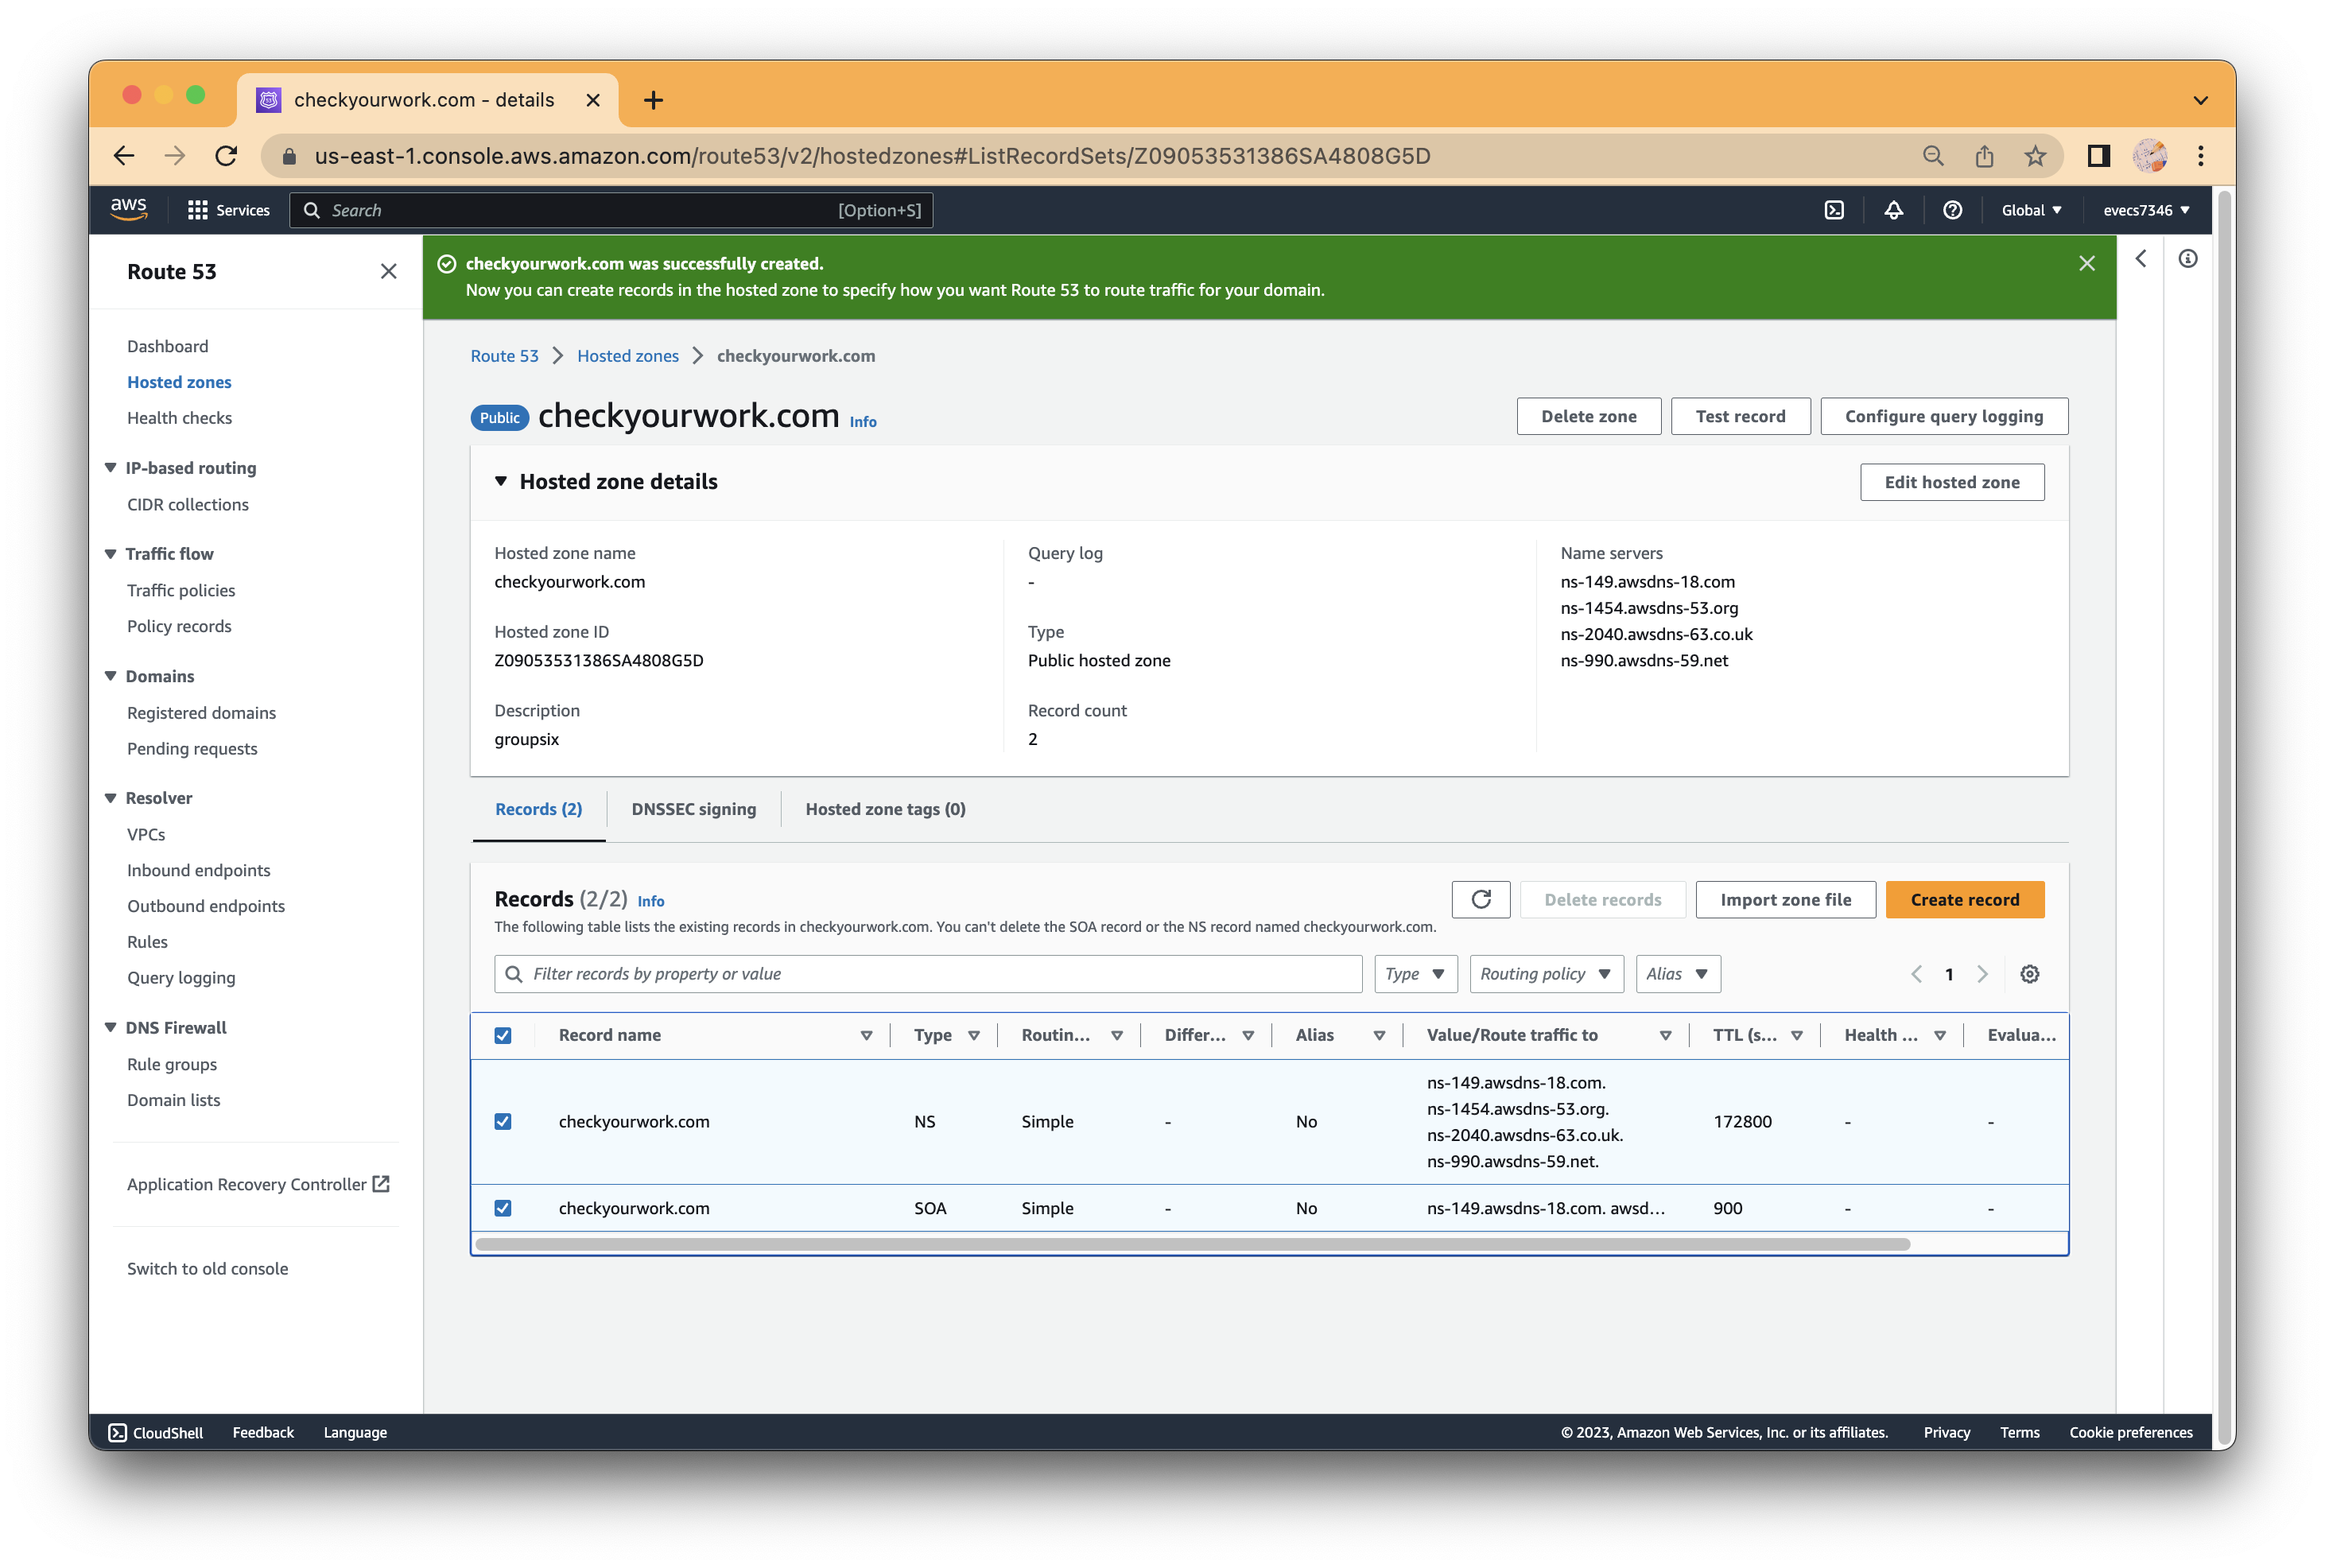 checkyourwork.com - details
us-east-1.console.aws.amazon.com/route53/v2/hostedzones#ListRecordSets/Z09053531386SA4808G5D
aws
Services
Search
[Option+S]
Global
evecs7346
Route 53
Dashboard
Hosted zones
Health checks
IP-based routing
CIDR collections
Traffic flow
Traffic policies
Policy records
Domains
Registered domains
Pending requests
Resolver
VPCs
Inbound endpoints
Outbound endpoints
Rules
Query logging
DNS Firewall
Rule groups
Domain lists
Application Recovery Controller
Switch to old console
checkyourwork.com was successfully created.
Now you can create records in the hosted zone to specify how you want Route 53 to route traffic for your domain.
Route 53 > Hosted zones > checkyourwork.com
Public checkyourwork.com Info
Delete zone
Test record
Configure query logging
Hosted zone details
Edit hosted zone
Hosted zone name
checkyourwork.com
Hosted zone ID
Z09053531386SA4808G5D
Description
groupsix
Query log
-
Type
Public hosted zone
Record count
2
Name servers
ns-149.awsdns-18.com
ns-1454.awsdns-53.org
ns-2040.awsdns-63.co.uk
ns-990.awsdns-59.net
Records (2)
DNSSEC signing
Hosted zone tags (0)
Records (2/2) Info
The following table lists the existing records in checkyourwork.com. You can't delete the SOA record or the NS record named checkyourwork.com.
Delete records
Import zone file
Create record
Filter records by property or value
Type
Routing policy
Alias
1
Record name Type Routin... Differ... Alias Value/Route traffic to TTL (s... Health ... Evalua...
checkyourwork.com NS Simple - No
ns-149.awsdns-18.com.
ns-1454.awsdns-53.org.
ns-2040.awsdns-63.co.uk.
ns-990.awsdns-59.net.
172800 - -
checkyourwork.com SOA Simple - No ns-149.awsdns-18.com. awsd... 900 - -
CloudShell
Feedback
Language
© 2023, Amazon Web Services, Inc. or its affiliates.
Privacy
Terms
Cookie preferences